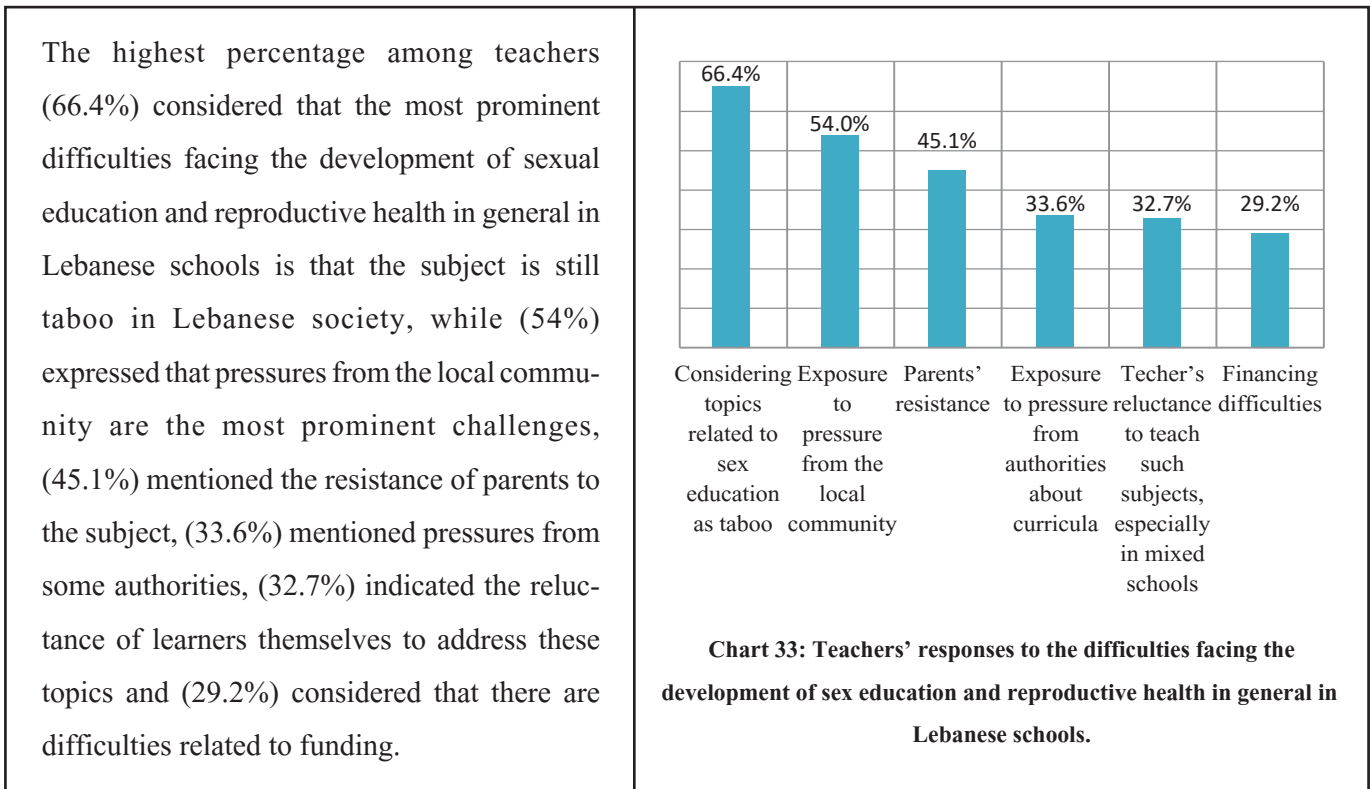 The highest percentage among teachers
(66.4%) considered that the most prominent
difficulties facing the development of sexual
education and reproductive health in general in
Lebanese schools is that the subject is still
taboo in Lebanese society, while (54%)
expressed that pressures from the local commu-
nity are the most prominent challenges,
(45.1%) mentioned the resistance of parents to
the subject, (33.6%) mentioned pressures from
some authorities, (32.7%) indicated the reluc-
tance of learners themselves to address these
topics and (29.2%) considered that there are
difficulties related to funding.
66.4%
54.0%
45.1%
33.6%
32.7%
29.2%
Considering
topics
related to
sex
education
as taboo
Exposure
to
pressure
from the
local
community
Parents’
resistance
Exposure
to pressure
from
authorities
about
curricula
Techer's
reluctance
to teach
such
subjects,
especially
in mixed
schools
Financing
difficulties
Chart 33: Teachers’ responses to the difficulties facing the
development of sex education and reproductive health in general in
Lebanese schools.